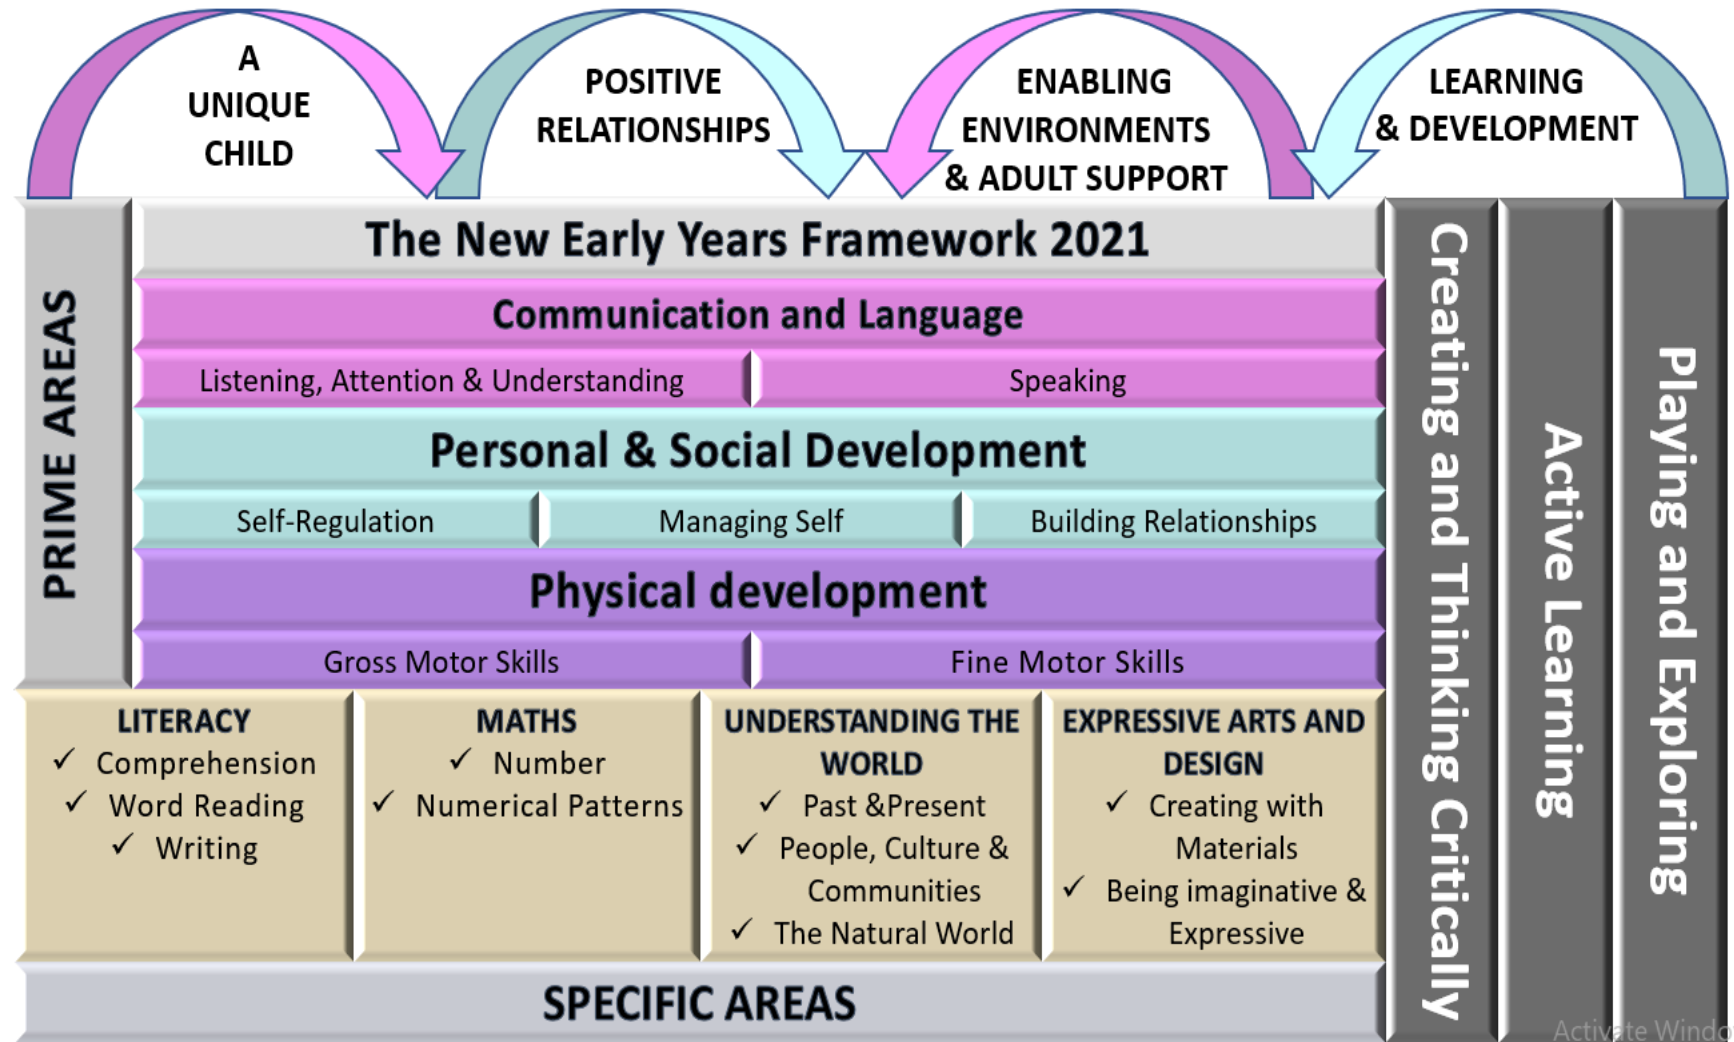 A
UNIQUE
CHILD
POSITIVE
RELATIONSHIPS
ENABLING
ENVIRONMENTS
& ADULT SUPPORT
LEARNING
& DEVELOPMENT
PRIME AREAS
The New Early Years Framework 2021
Communication and Language
Listening, Attention & Understanding
Speaking
Personal & Social Development
Self-Regulation
Managing Self
Building Relationships
Physical development
Gross Motor Skills
Fine Motor Skills
LITERACY
✓ Comprehension
✓ Word Reading
✓ Writing
MATHS
✓ Number
✓ Numerical Patterns
UNDERSTANDING THE
WORLD
✓ Past &Present
✓ People, Culture &
Communities
✓ The Natural World
EXPRESSIVE ARTS AND
DESIGN
✓ Creating with
Materials
✓ Being imaginative &
Expressive
SPECIFIC AREAS
Creating and Thinking Critically
Active Learning
Playing and Exploring
Activate Windo